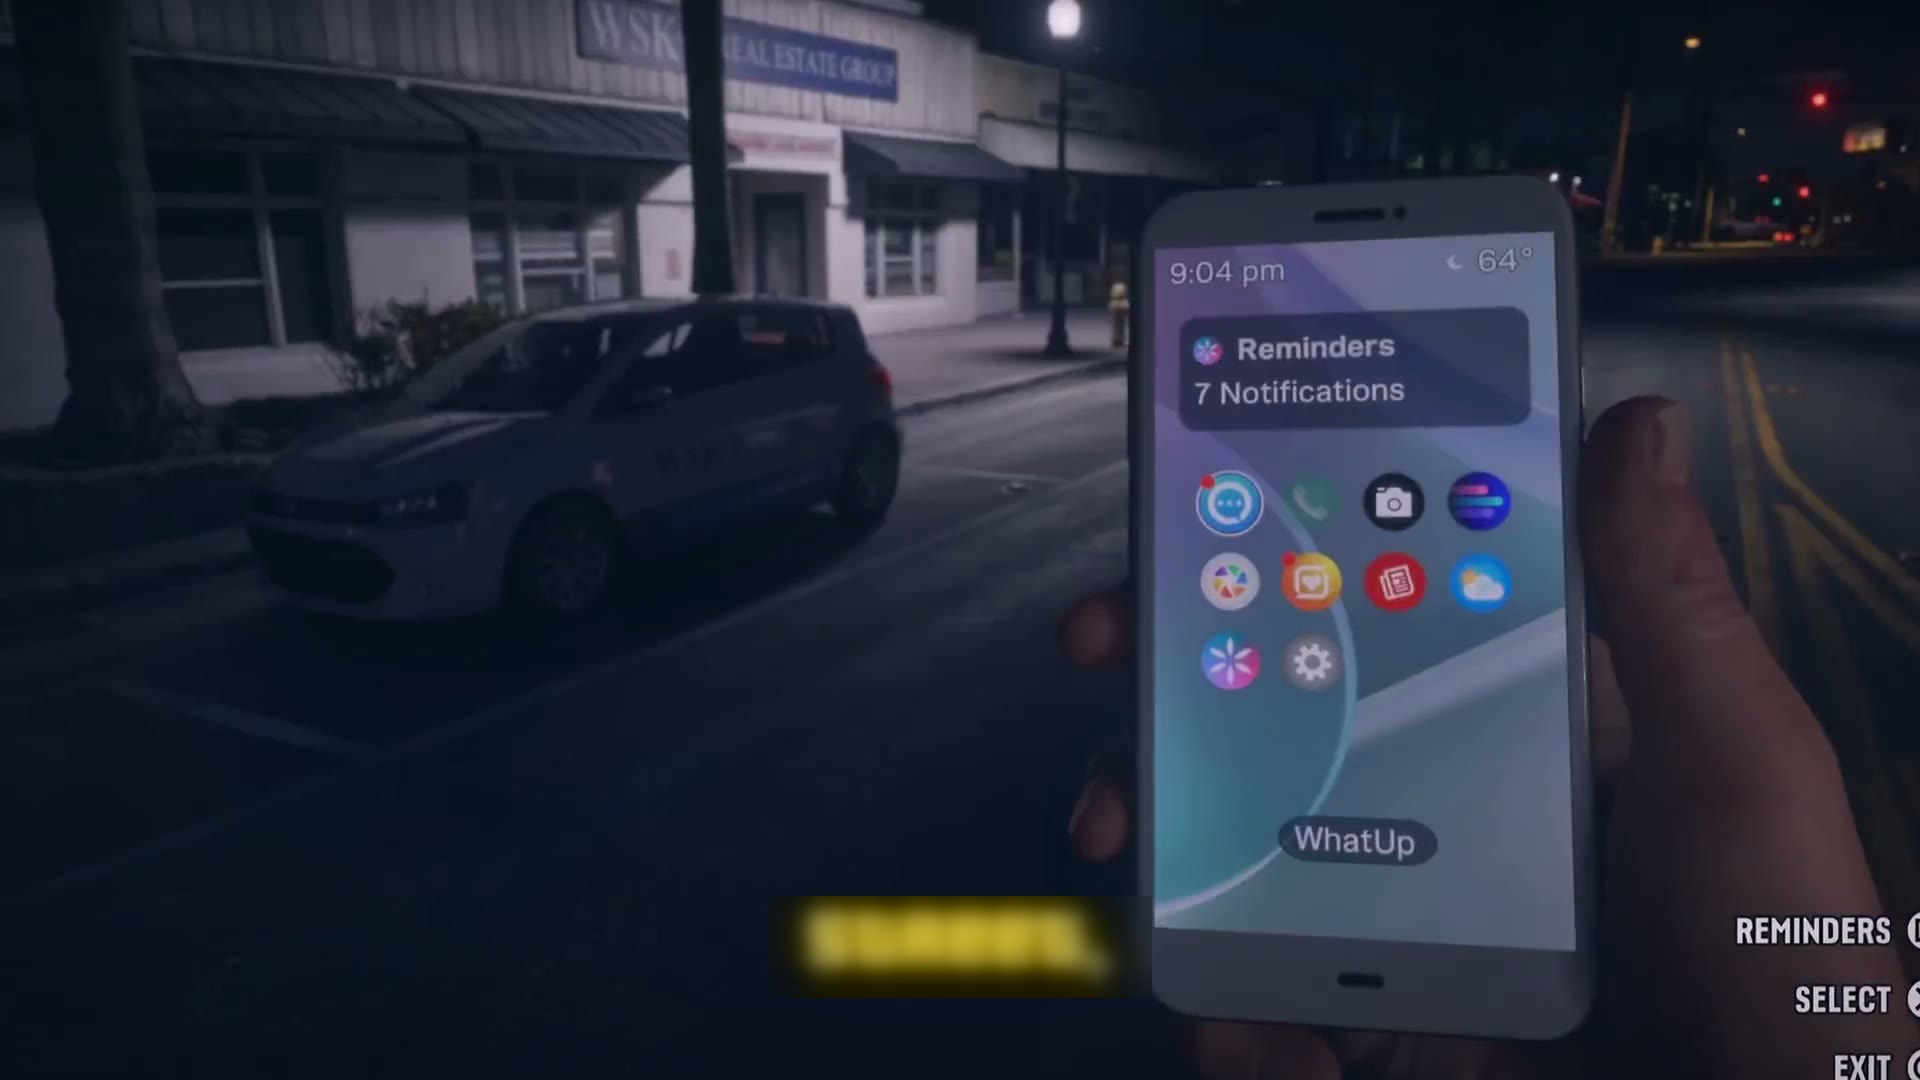 WSK REAL ESTATE GROUP
9:04 pm
64°
Reminders
7 Notifications
WhatUp
REMINDERS
SELECT
EXIT